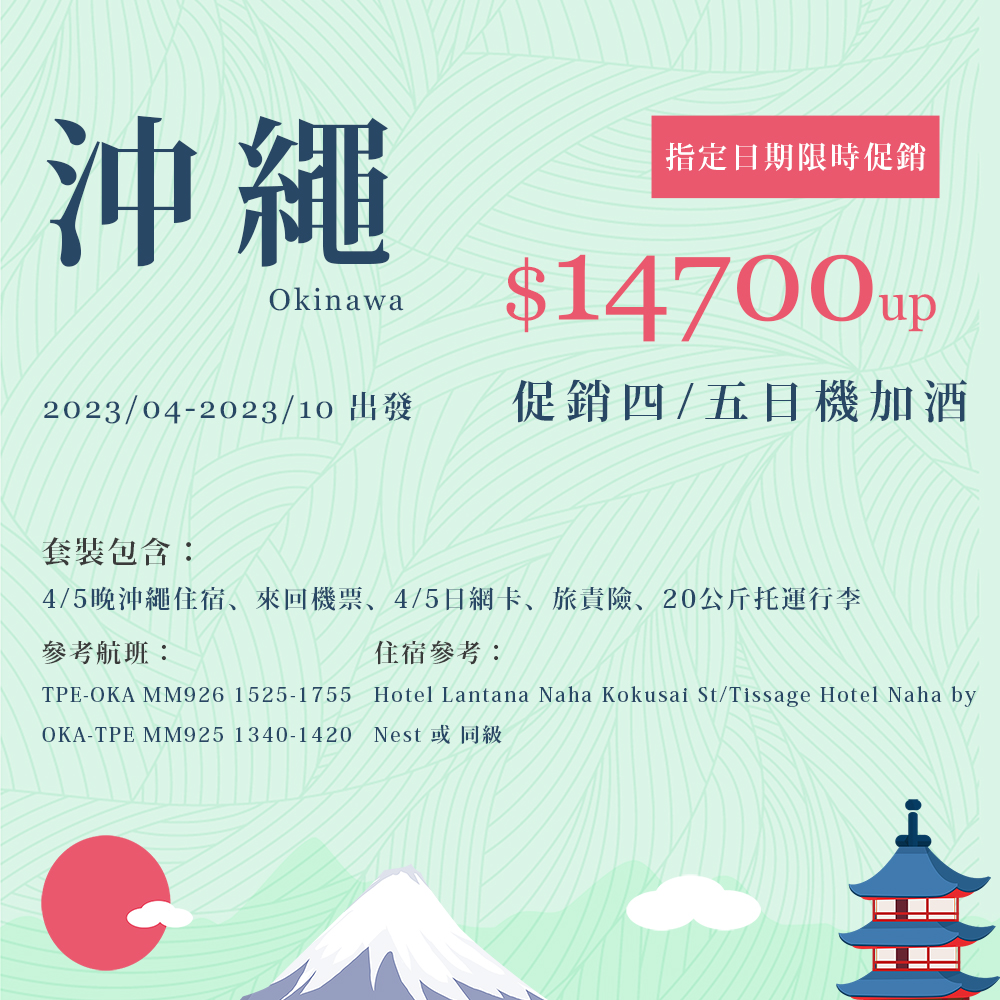 沖繩
Okinawa
指定日期限時促銷
$14700up
2023/04-2023/10 出發
促銷四/五日機加酒
套裝包含：
4/5晚沖繩住宿、來回機票、4/5日網卡、旅責險、20公斤托運行李
參考航班：
TPE-OKA MM926 1525-1755
OKA-TPE MM925 1340-1420
住宿參考：
Hotel Lantana Naha Kokusai St/Tissage Hotel Naha by
Nest 或 同級